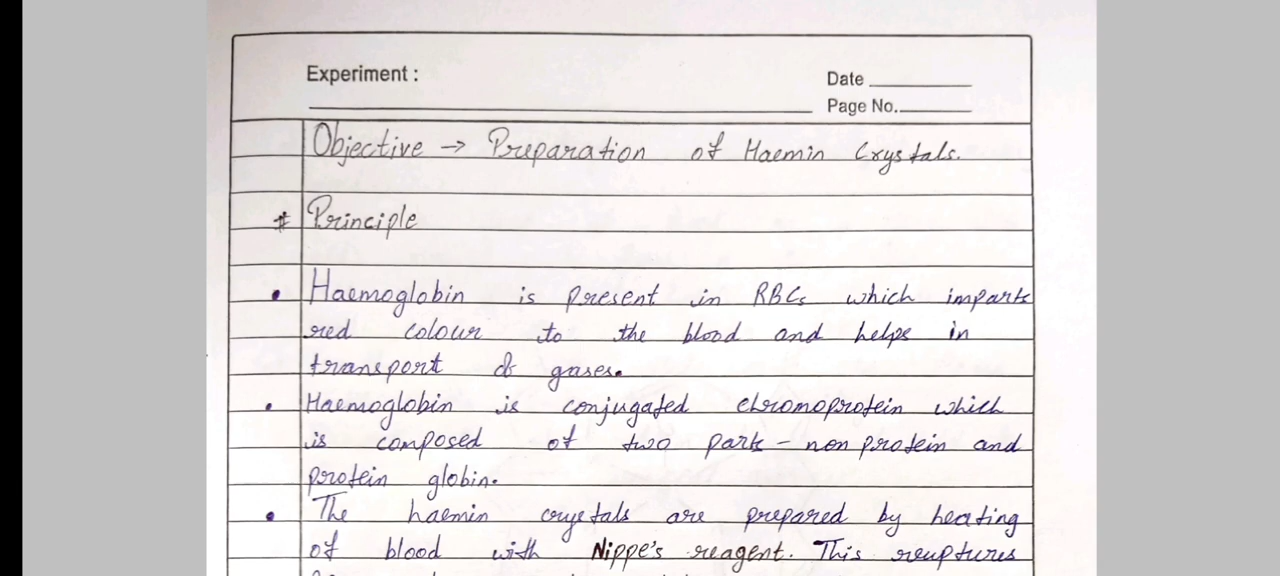 Experiment :
Date
Page No.
Objective → Preparation of Haemin Crystals.
# Principle
• Haemoglobin is present in RBCs which imparts
red colour to the blood and helps in
transport of gases.
• Haemoglobin is conjugated chromoprotein which
is composed of two parts - non protein and
protein globin.
• The haemin crystals are prepared by heating
of blood with Nippe's reagent. This reuptures